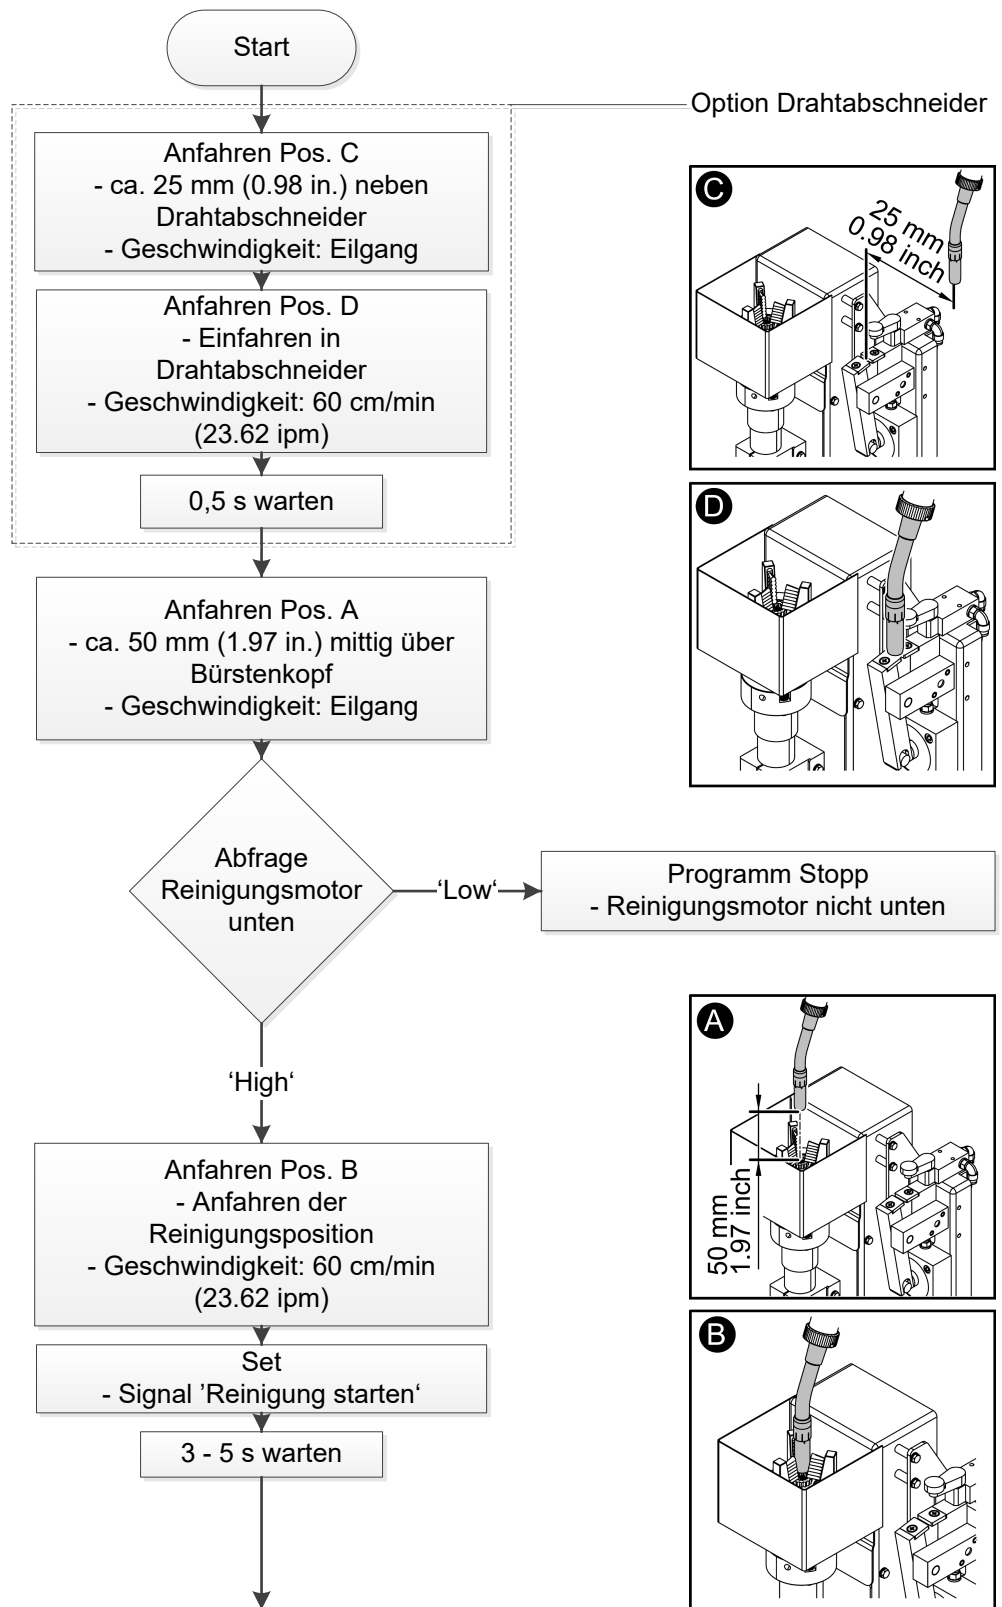 Start
Option Drahtabschneider
Anfahren Pos. C
- ca. 25 mm (0.98 in.) neben
Drahtabschneider
- Geschwindigkeit: Eilgang
Anfahren Pos. D
- Einfahren in
Drahtabschneider
- Geschwindigkeit: 60 cm/min
(23.62 ipm)
0,5 s warten
C
25 mm
0.98 inch
D
Anfahren Pos. A
- ca. 50 mm (1.97 in.) mittig über
Bürstenkopf
- Geschwindigkeit: Eilgang
Abfrage
Reinigungsmotor
unten
‘Low‘
Programm Stopp
- Reinigungsmotor nicht unten
‘High‘
A
50 mm
1.97 inch
Anfahren Pos. B
- Anfahren der
Reinigungsposition
- Geschwindigkeit: 60 cm/min
(23.62 ipm)
Set
- Signal ’Reinigung starten‘
3 - 5 s warten
B